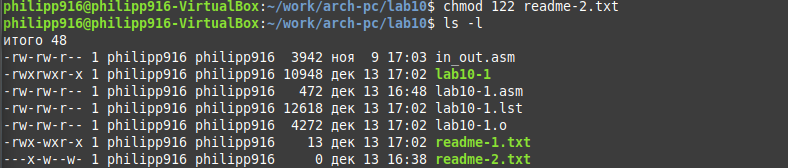 philipp916@philipp916-VirtualBox:~/work/arch-pc/lab10$ chmod 122 readme-2.txt
philipp916@philipp916-VirtualBox:~/work/arch-pc/lab10$ ls -l
итого 48
-rw-rw-r-- 1 philipp916 philipp916  3942 ноя  9 17:03 in_out.asm
-rwxrwxr-x 1 philipp916 philipp916 10948 дек 13 17:02 lab10-1
-rw-rw-r-- 1 philipp916 philipp916   472 дек 13 16:48 lab10-1.asm
-rw-rw-r-- 1 philipp916 philipp916 12618 дек 13 17:02 lab10-1.lst
-rw-rw-r-- 1 philipp916 philipp916  4272 дек 13 17:02 lab10-1.o
-rwx-wxr-x 1 philipp916 philipp916    13 дек 13 17:02 readme-1.txt
---x-w--w- 1 philipp916 philipp916     0 дек 13 16:38 readme-2.txt